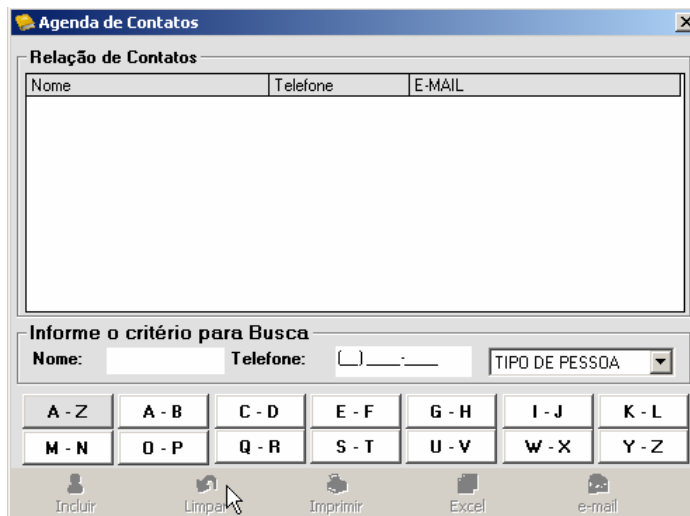 Agenda de Contatos
Relação de Contatos
Nome Telefone E-MAIL
Informe o critério para Busca
Nome: Telefone: (__)____-____ TIPO DE PESSOA
A - Z A - B C - D E - F G - H I - J K - L
M - N O - P Q - R S - T U - V W - X Y - Z
Incluir Limpar Imprimir Excel e-mail